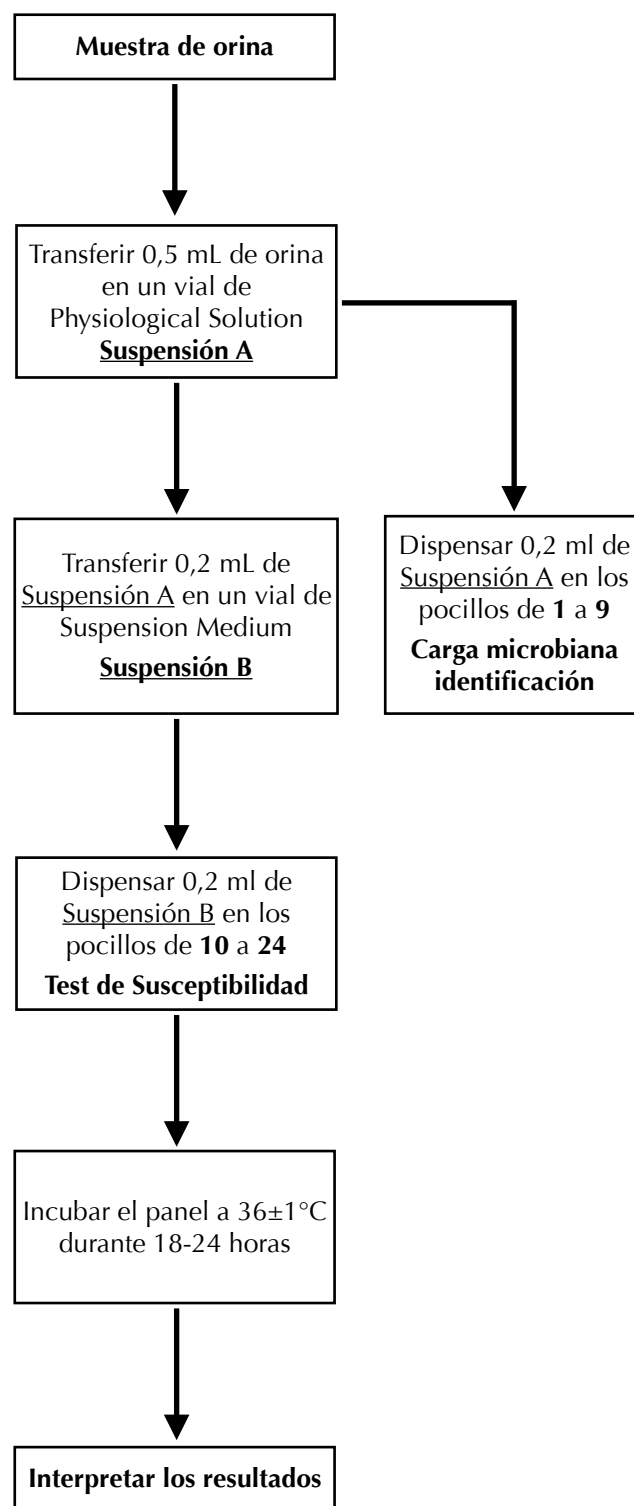 Muestra de orina
Transferir 0,5 mL de orina
en un vial de
Physiological Solution
Suspensión A
Transferir 0,2 mL de
Suspensión A en un vial de
Suspension Medium
Suspensión B
Dispensar 0,2 ml de
Suspensión A en los
pocillos de 1 a 9
Carga microbiana
identificación
Dispensar 0,2 ml de
Suspensión B en los
pocillos de 10 a 24
Test de Susceptibilidad
Incubar el panel a 36±1°C
durante 18-24 horas
Interpretar los resultados